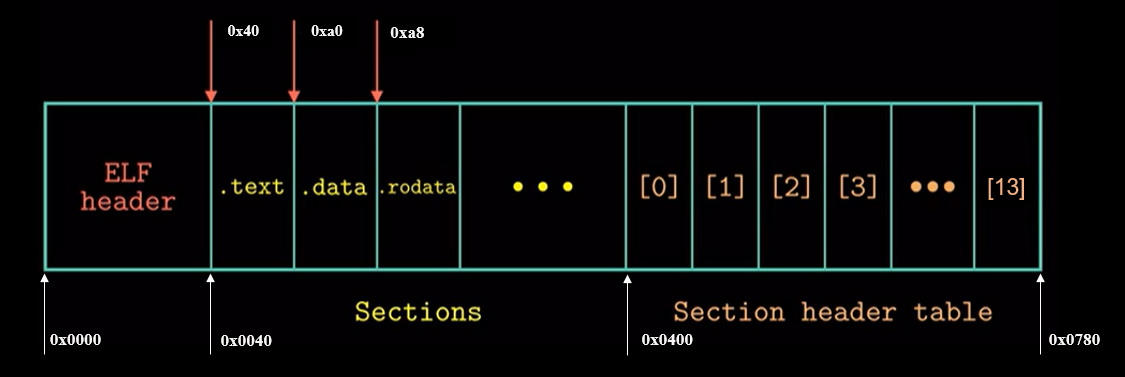 0x40 0xa0 0xa8
ELF
header
.text .data .rodata ••• [0] [1] [2] [3] ••• [13]
Sections Section header table
0x0000 0x0040 0x0400 0x0780